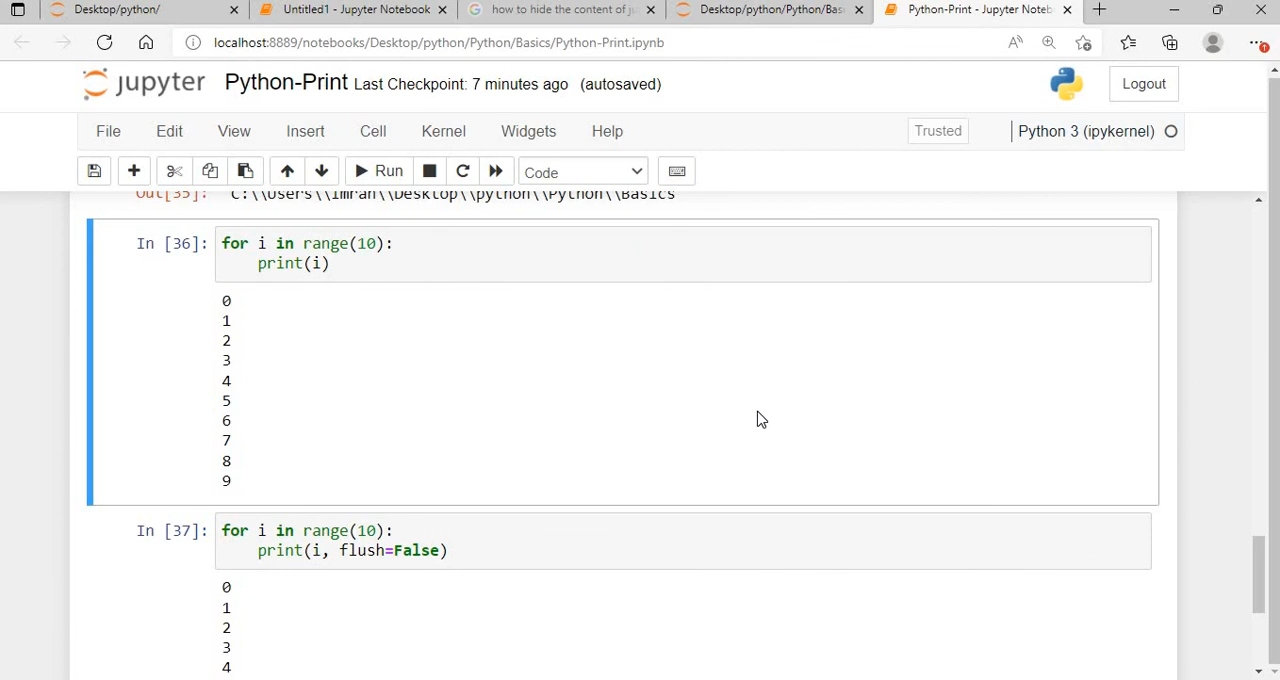 Desktop/python/
Untitled1 - Jupyter Notebook
how to hide the content of ju
Desktop/python/Python/Basi
Python-Print - Jupyter Noteb
localhost:8889/notebooks/Desktop/python/Python/Basics/Python-Print.ipynb
jupyter Python-Print Last Checkpoint: 7 minutes ago (autosaved) Logout
File Edit View Insert Cell Kernel Widgets Help Trusted Python 3 (ipykernel)
Run Code
Out[35]: 'C:\\Users\\Imran\\Desktop\\python\\Python\\Basics'
In [36]: for i in range(10):
print(i)
0
1
2
3
4
5
6
7
8
9
In [37]: for i in range(10):
print(i, flush=False)
0
1
2
3
4